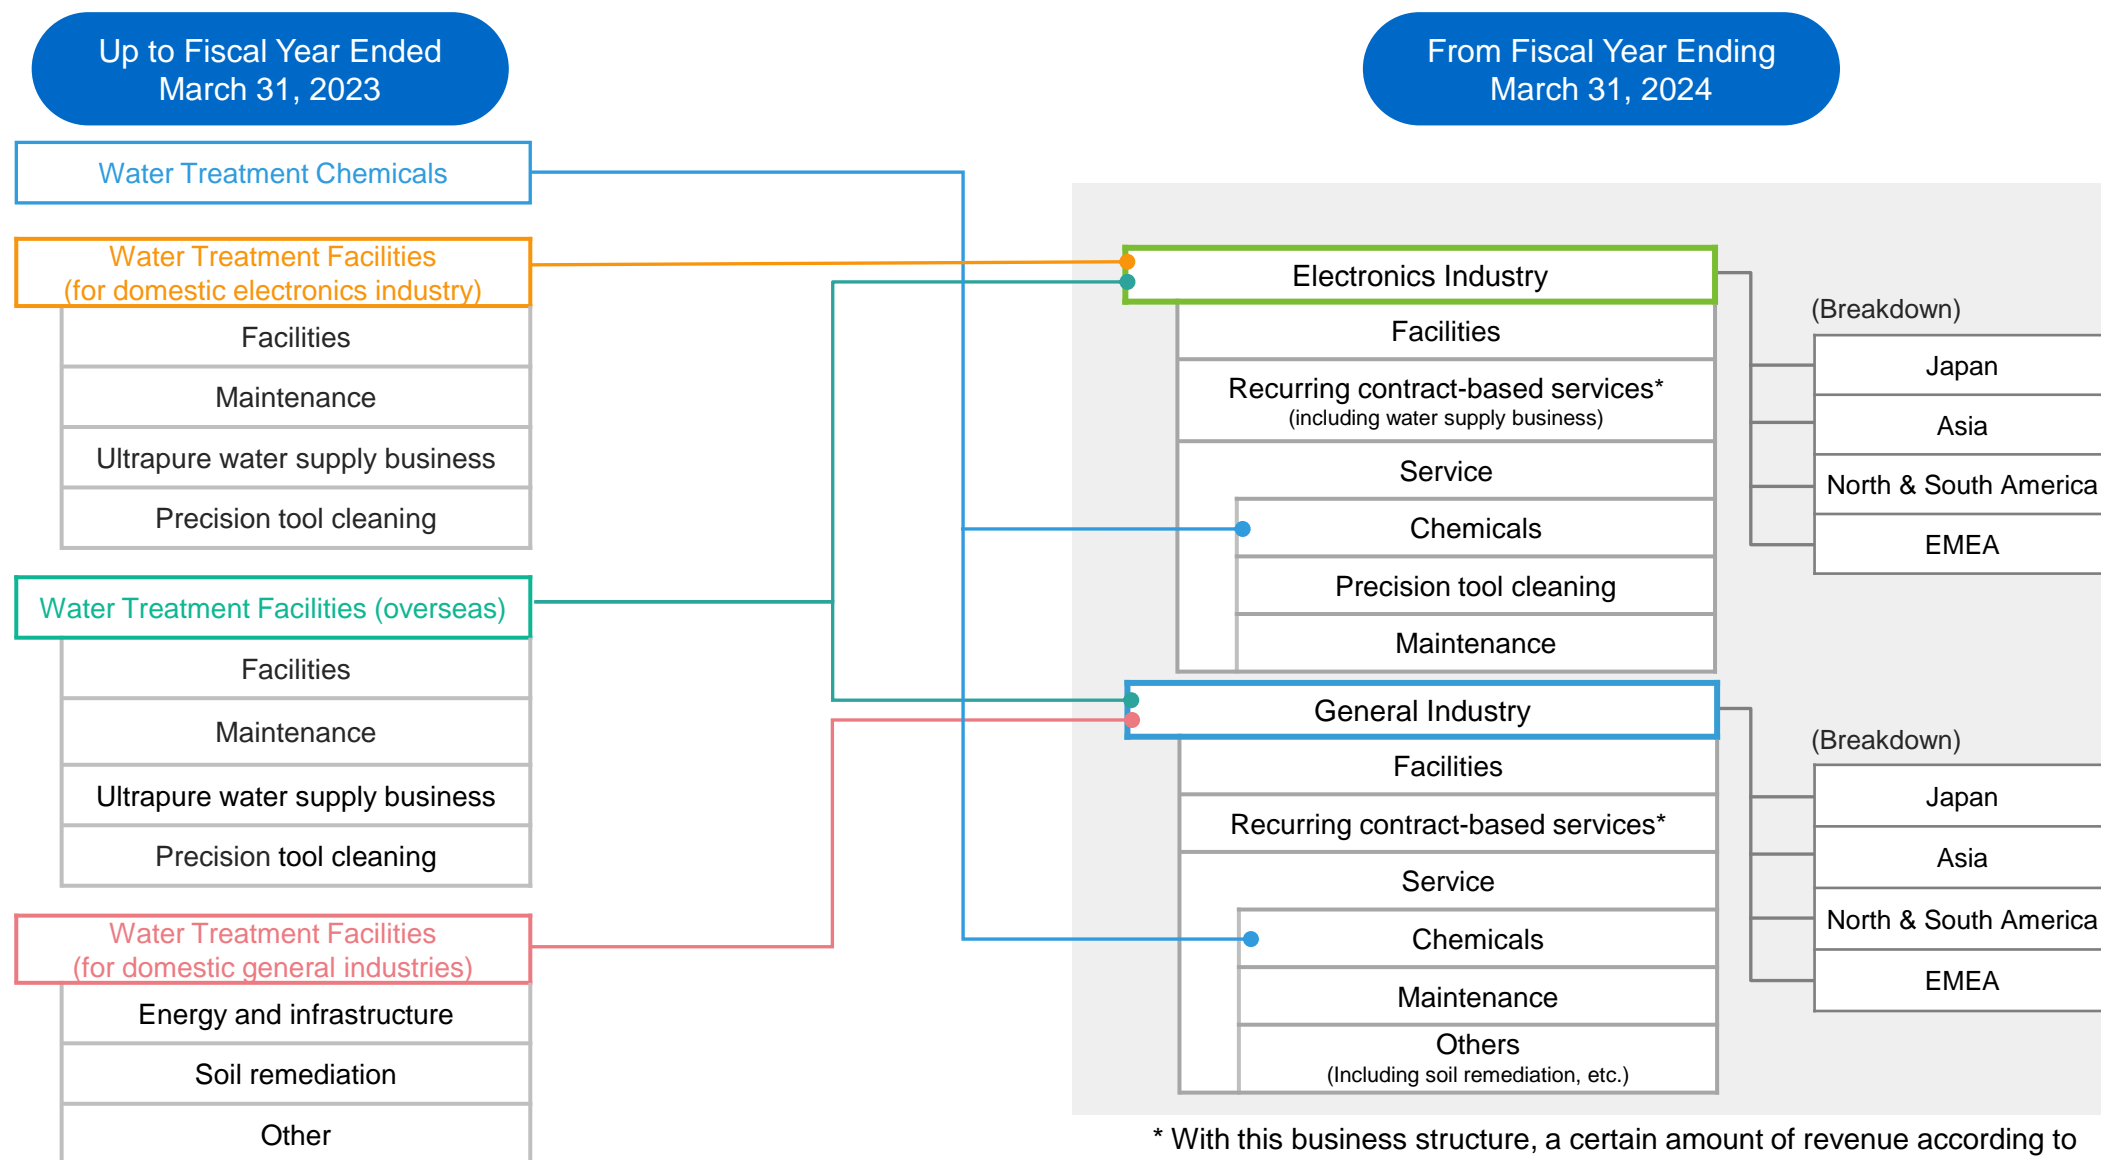 Up to Fiscal Year Ended
March 31, 2023
Water Treatment Chemicals
Water Treatment Facilities
(for domestic electronics industry)
Facilities
Maintenance
Ultrapure water supply business
Precision tool cleaning
Water Treatment Facilities (overseas)
Facilities
Maintenance
Ultrapure water supply business
Precision tool cleaning
Water Treatment Facilities
(for domestic general industries)
Energy and infrastructure
Soil remediation
Other
From Fiscal Year Ending
March 31, 2024
Electronics Industry
Facilities
Recurring contract-based services*
(including water supply business)
Service
Chemicals
Precision tool cleaning
Maintenance
(Breakdown)
Japan
Asia
North & South America
EMEA
General Industry
Facilities
Recurring contract-based services*
Service
Chemicals
Maintenance
Others
(Including soil remediation, etc.)
(Breakdown)
Japan
Asia
North & South America
EMEA
* With this business structure, a certain amount of revenue according to